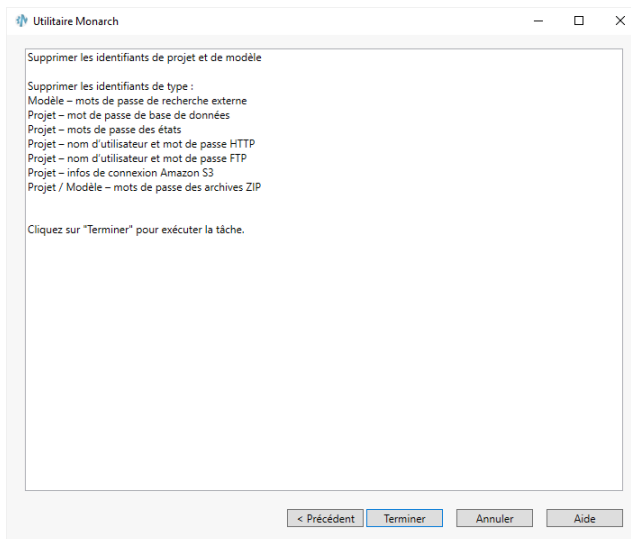 Utilitaire Monarch
Supprimer les identifiants de projet et de modèle
Supprimer les identifiants de type :
Modèle – mots de passe de recherche externe
Projet – mot de passe de base de données
Projet – mots de passe des états
Projet – nom d'utilisateur et mot de passe HTTP
Projet – nom d'utilisateur et mot de passe FTP
Projet – infos de connexion Amazon S3
Projet / Modèle – mots de passe des archives ZIP
Cliquez sur "Terminer" pour exécuter la tâche.
< Précédent Terminer Annuler Aide